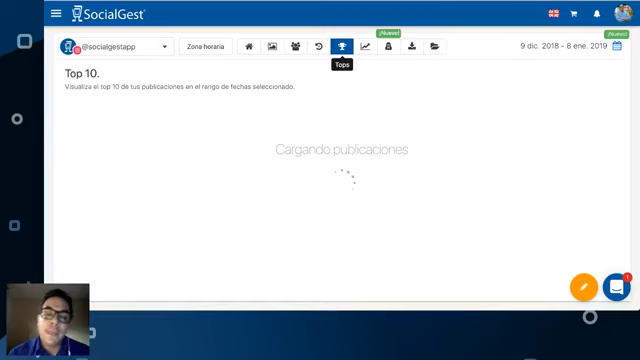 SocialGest
¡Nuevo!
¡Nuevo!
@socialgestapp
Zona horaria
9 dic. 2018 - 8 ene. 2019
Tops
Top 10.
Visualiza el top 10 de tus publicaciones en el rango de fechas seleccionado.
Cargando publicaciones
1